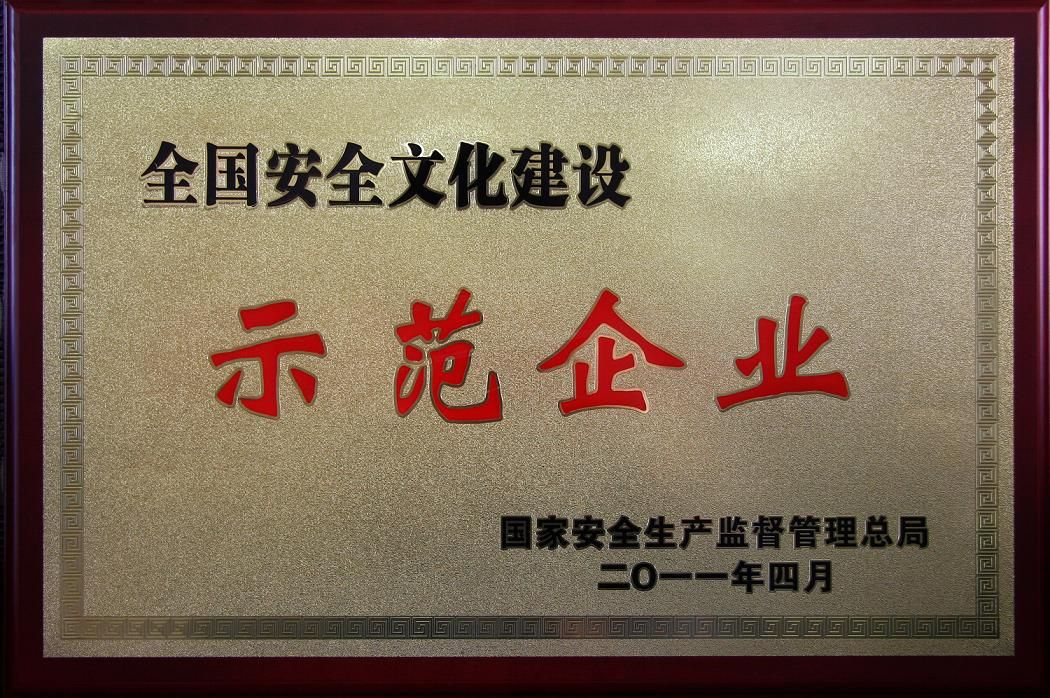 全国安全文化建设
示范企业
国家安全生产监督管理总局
二〇一一年四月